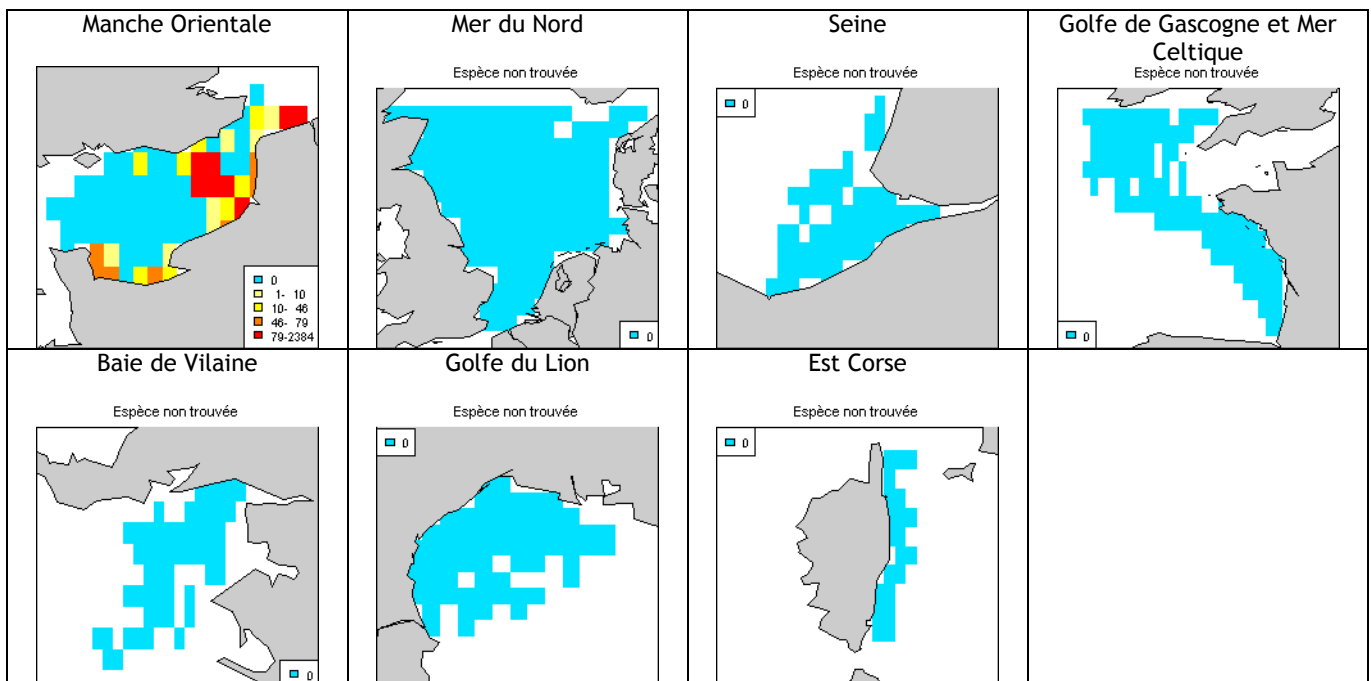 Manche Orientale
0
1- 10
10- 46
46- 79
79-2384
Mer du Nord
Espèce non trouvée
0
Seine
Espèce non trouvée
0
Golfe de Gascogne et Mer
Celtique
Espèce non trouvée
0
Baie de Vilaine
Espèce non trouvée
0
Golfe du Lion
Espèce non trouvée
0
Est Corse
Espèce non trouvée
0